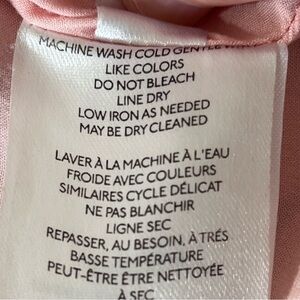 MACHINE WASH COLD GENTLE
LIKE COLORS
DO NOT BLEACH
LINE DRY
LOW IRON AS NEEDED
MAY BE DRY CLEANED
LAVER À LA MACHINE À L'EAU
FROIDE AVEC COULEURS
SIMILAIRES CYCLE DÉLICAT
NE PAS BLANCHIR
LIGNE SEC
REPASSER, AU BESOIN, À TRÉS
BASSE TEMPÉRATURE
PEUT-ÊTRE ÊTRE NETTOYÉE
À SEC